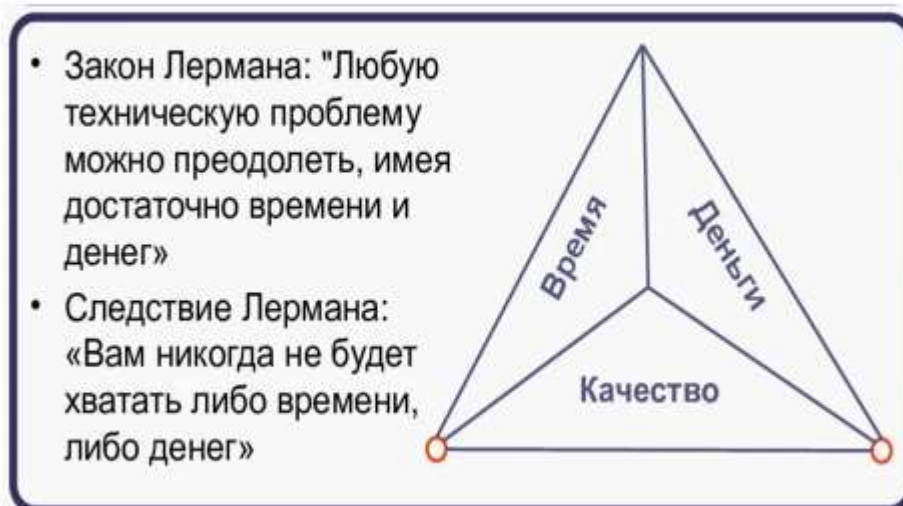 • Закон Лермана: "Любую
техническую проблему
можно преодолеть, имея
достаточно времени и
денег»
• Следствие Лермана:
«Вам никогда не будет
хватать либо времени,
либо денег»
Время
Деньги
Качество